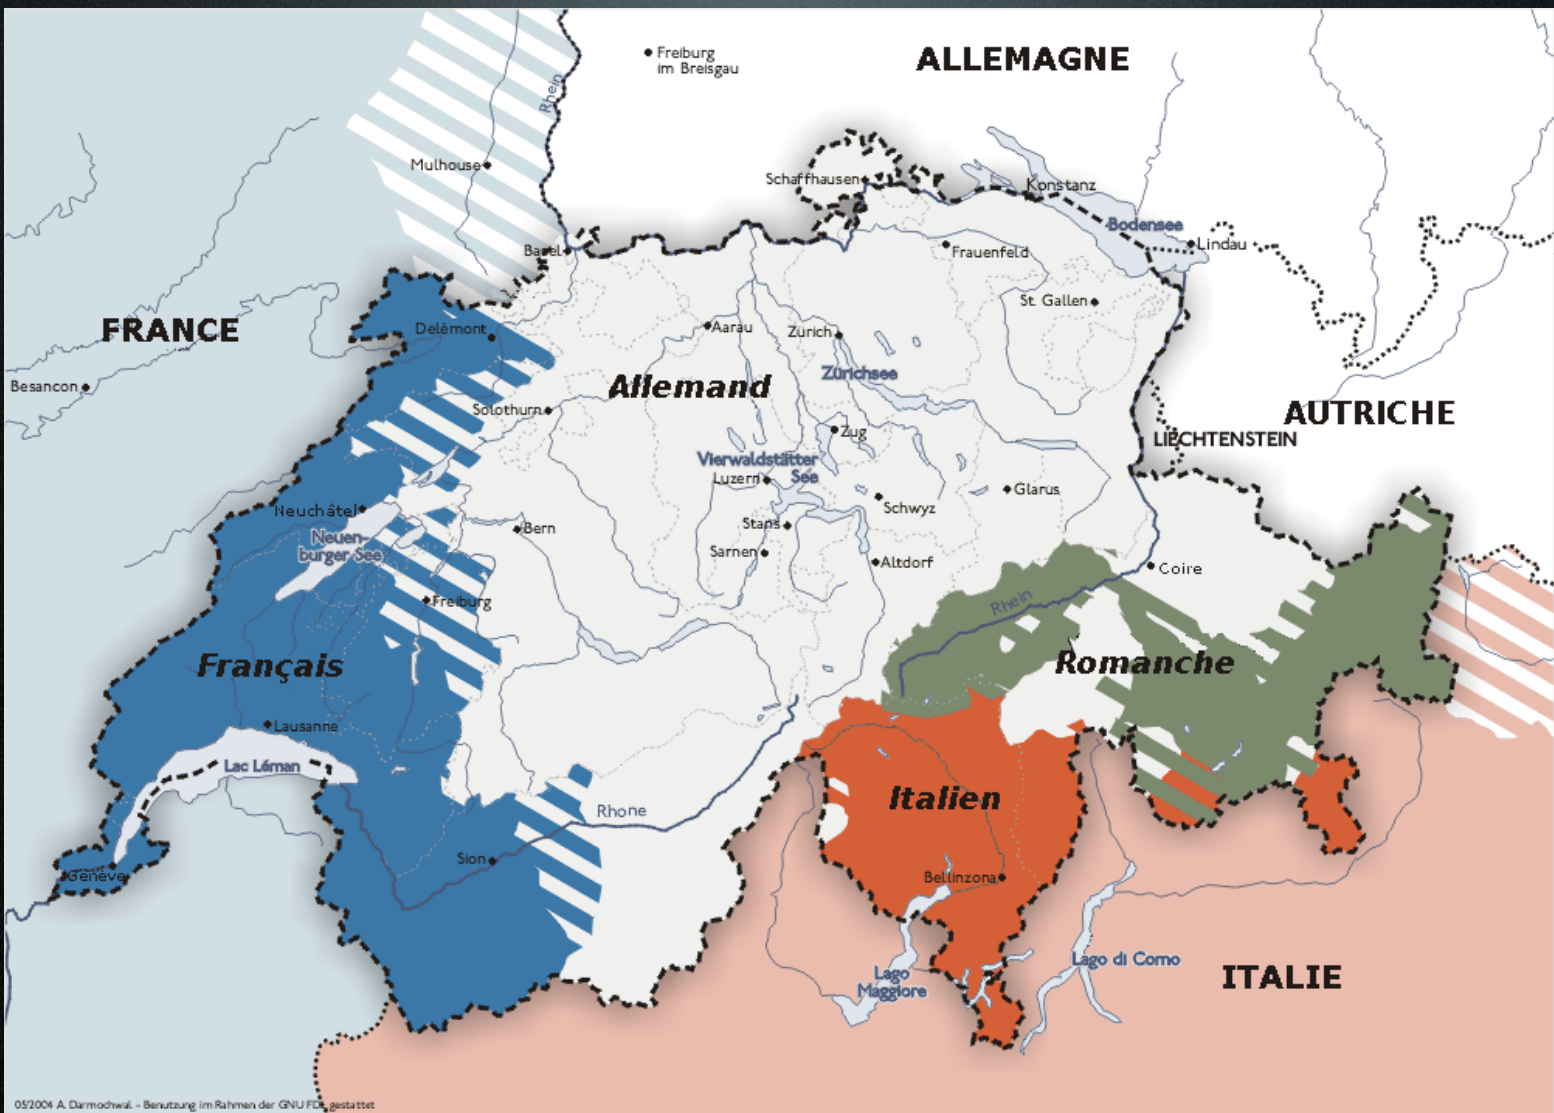 Freiburg
im Breisgau
ALLEMAGNE
Rhein
Mulhouse
Schaffhausen
Konstanz
Bodensee
Lindau
Basel
Frauenfeld
St. Gallen
FRANCE
Delèmont
Aarau
Zürich
Zürichsee
Besancon
Allemand
Solothurn
AUTRICHE
Zug
LIECHTENSTEIN
Vierwaldstätter
See
Luzern
Glarus
Schwyz
Neuchâtel
Neuen-
burger See
Bern
Stans
Sarnen
Altdorf
Coire
Freiburg
Rhein
Français
Romanche
Lausanne
Lac Léman
Italien
Rhone
Sion
Genève
Bellinzona
Lago
Maggiore
Lago di Como
ITALIE
05/2004 A. Darmochwal - Benutzung im Rahmen der GNU FDL gestattet